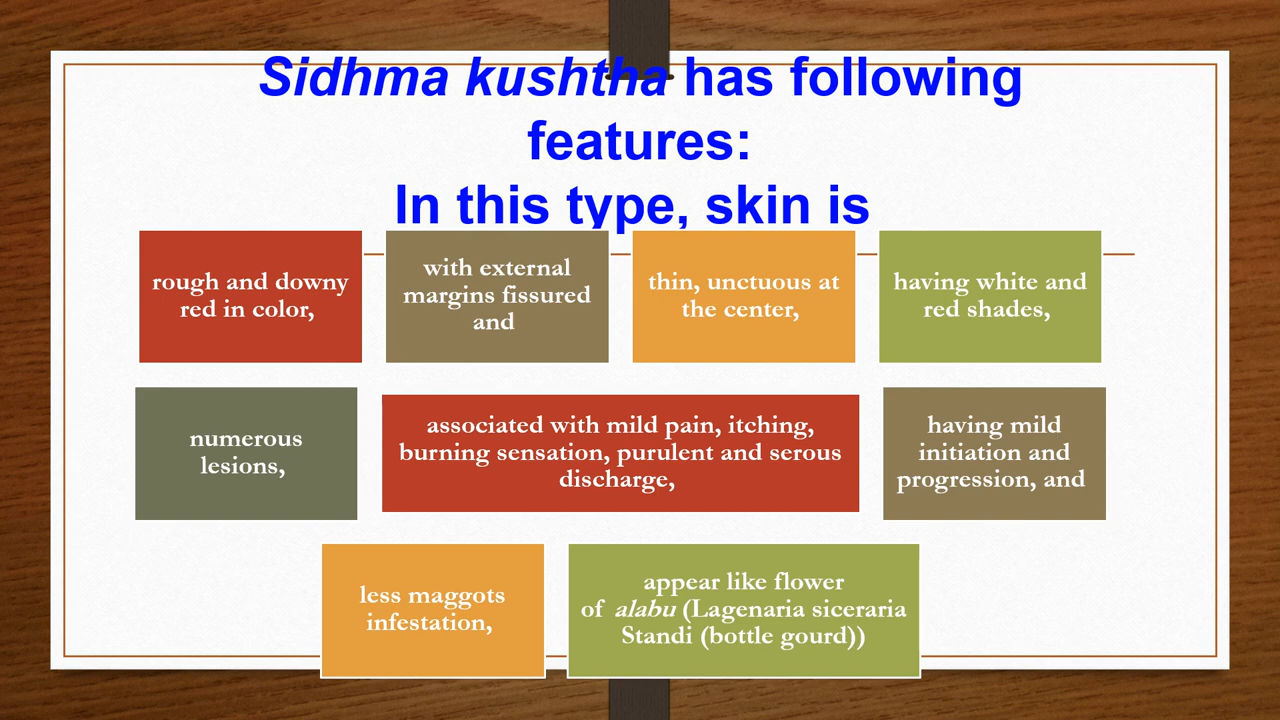 Sidhma kushtha has following
features:
In this type, skin is
rough and downy
red in color,
with external
margins fissured
and
thin, unctuous at
the center,
having white and
red shades,
numerous
lesions,
associated with mild pain, itching,
burning sensation, purulent and serous
discharge,
having mild
initiation and
progression, and
less maggots
infestation,
appear like flower
of alabu (Lagenaria siceraria
Standi (bottle gourd))